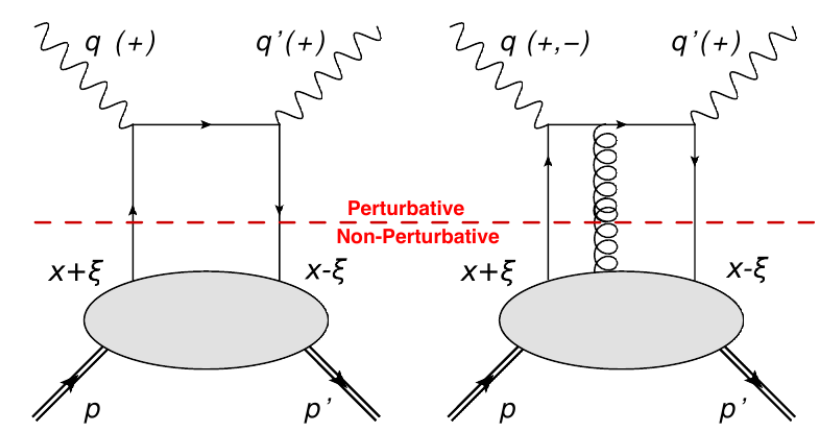 q (+) q'(+) q (+,−) q'(+)
Perturbative
Non-Perturbative
x+ξ x-ξ x+ξ x-ξ
p p' p p'